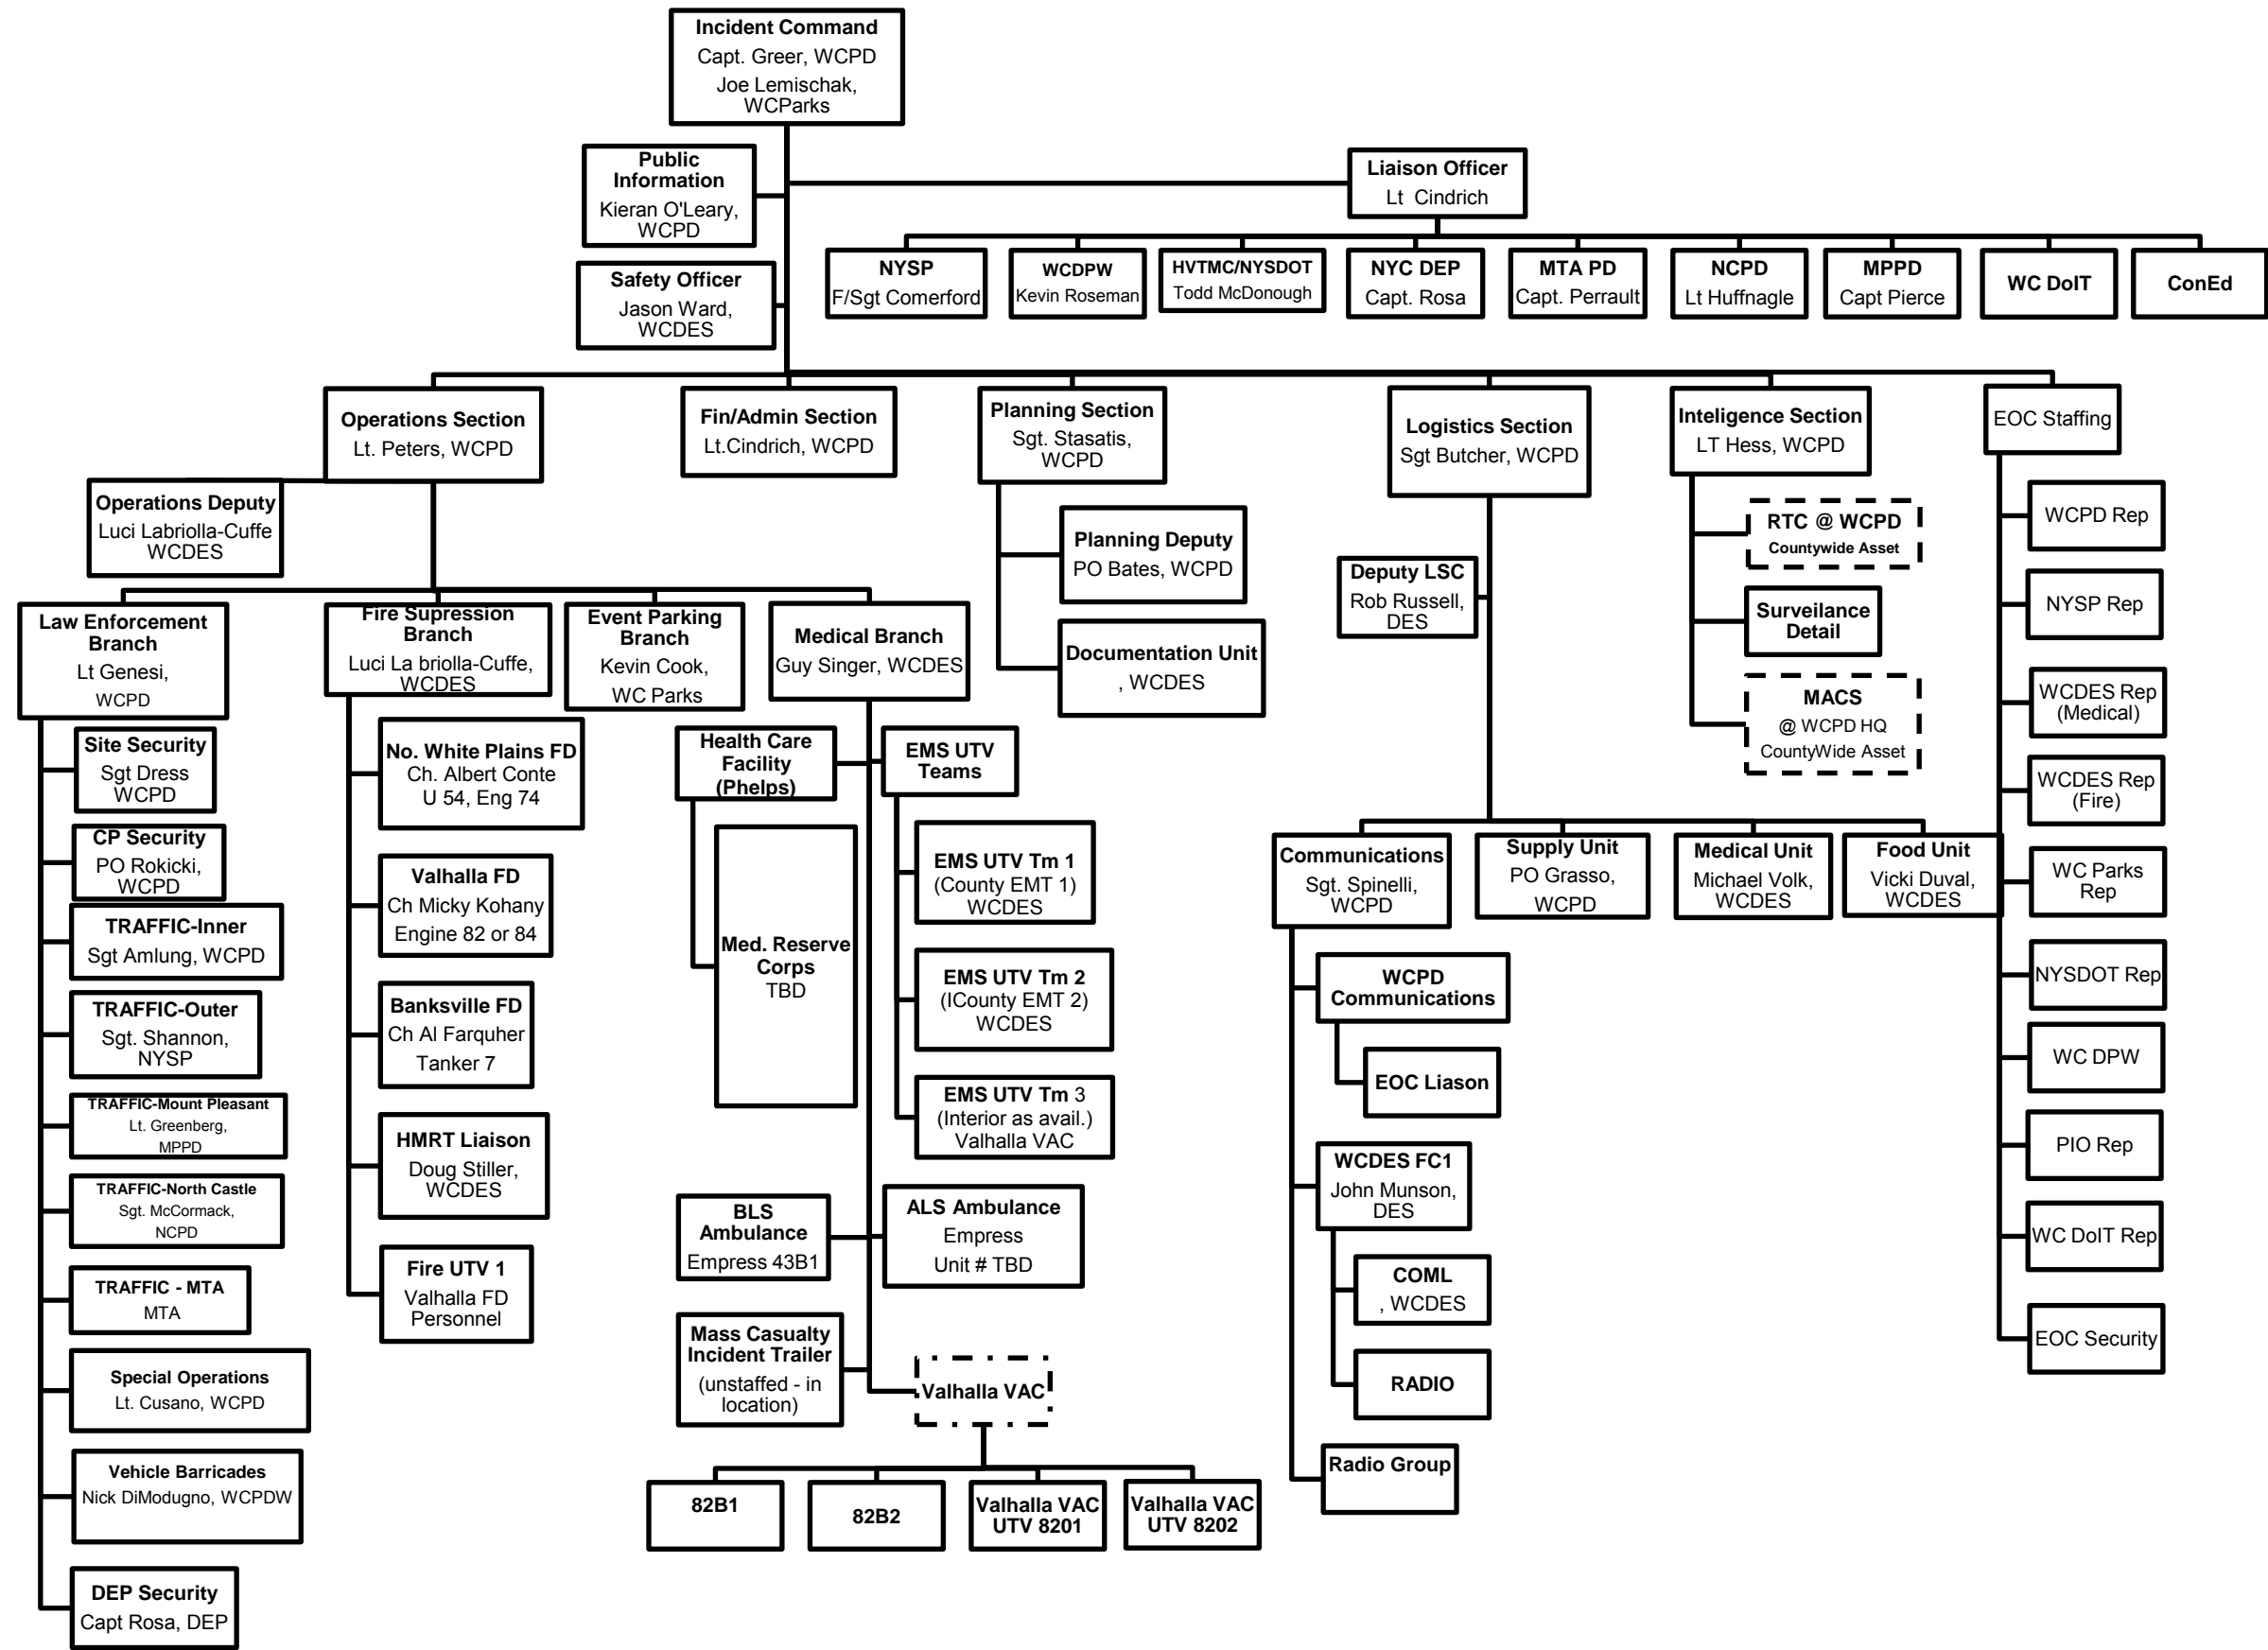 Incident Command
Capt. Greer, WCPD
Joe Lemischak,
WCParks
Public
Information
Kieran O'Leary,
WCPD
Liaison Officer
Lt  Cindrich
Safety Officer
Jason Ward,
WCDES
NYSP
F/Sgt Comerford
WCDPW
Kevin Roseman
HVTMC/NYSDOT
Todd McDonough
NYC DEP
Capt. Rosa
MTA PD
Capt. Perrault
NCPD
Lt Huffnagle
MPPD
Capt Pierce
WC DoIT
ConEd
Operations Section
Lt. Peters, WCPD
Fin/Admin Section
Lt.Cindrich, WCPD
Planning Section
Sgt. Stasatis,
WCPD
Logistics Section
Sgt Butcher, WCPD
Inteligence Section
LT Hess, WCPD
EOC Staffing
Operations Deputy
Luci Labriolla-Cuffe
WCDES
Law Enforcement
Branch
Lt Genesi,
WCPD
Fire Supression
Branch
Luci La briolla-Cuffe,
WCDES
Event Parking
Branch
Kevin Cook,
WC Parks
Medical Branch
Guy Singer, WCDES
Planning Deputy
PO Bates, WCPD
Documentation Unit
, WCDES
Deputy LSC
Rob Russell,
DES
RTC @ WCPD
Countywide Asset
Surveilance
Detail
MACS
@ WCPD HQ
CountyWide Asset
WCPD Rep
NYSP Rep
WCDES Rep
(Medical)
WCDES Rep
(Fire)
WC Parks
Rep
NYSDOT Rep
WC DPW
PIO Rep
WC DoIT Rep
EOC Security
Site Security
Sgt Dress
WCPD
CP Security
PO Rokicki,
WCPD
TRAFFIC-Inner
Sgt Amlung, WCPD
TRAFFIC-Outer
Sgt. Shannon,
NYSP
TRAFFIC-Mount Pleasant
Lt. Greenberg,
MPPD
TRAFFIC-North Castle
Sgt. McCormack,
NCPD
TRAFFIC - MTA
MTA
Special Operations
Lt. Cusano, WCPD
Vehicle Barricades
Nick DiModugno, WCPDW
DEP Security
Capt Rosa, DEP
No. White Plains FD
Ch. Albert Conte
U 54, Eng 74
Valhalla FD
Ch Micky Kohany
Engine 82 or 84
Banksville FD
Ch Al Farquher
Tanker 7
HMRT Liaison
Doug Stiller,
WCDES
Fire UTV 1
Valhalla FD
Personnel
Health Care
Facility
(Phelps)
Med. Reserve
Corps
TBD
EMS UTV
Teams
EMS UTV Tm 1
(County EMT 1)
WCDES
EMS UTV Tm 2
(ICounty EMT 2)
WCDES
EMS UTV Tm 3
(Interior as avail.)
Valhalla VAC
BLS
Ambulance
Empress 43B1
ALS Ambulance
Empress
Unit # TBD
Mass Casualty
Incident Trailer
(unstaffed - in
location)
Valhalla VAC
82B1
82B2
Valhalla VAC
UTV 8201
Valhalla VAC
UTV 8202
Communications
Sgt. Spinelli,
WCPD
Supply Unit
PO Grasso,
WCPD
Medical Unit
Michael Volk,
WCDES
Food Unit
Vicki Duval,
WCDES
WCPD
Communications
EOC Liason
WCDES FC1
John Munson,
DES
COML
, WCDES
RADIO
Radio Group